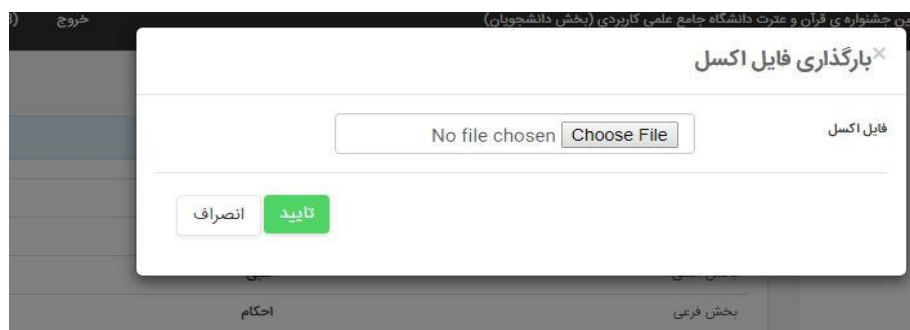 ین جشنواره ی قرآن و عترت دانشگاه جامع علمی کاربردی (بخش دانشجویان) خروج
×بارگذاری فایل اکسل
فایل اکسل Choose File No file chosen
تایید انصراف
بخش فرعی احکام